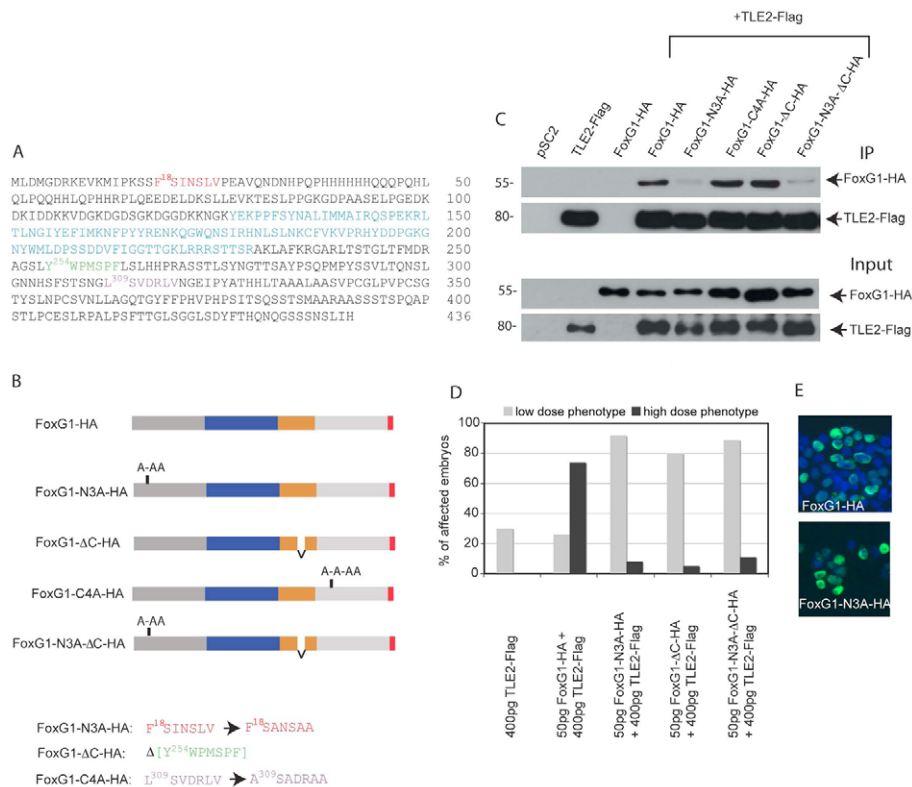 A
MLDMGDRKEVKMIPKSSF18SINSLVPEAVQNDNHPQPHHHHHHQQQPQHL 50
QLPQQHHLQPPHHRPLQEEDELDKSLLEVKSESLPPGKGDPAASELPGEGD 100
DKIDDKKVDGKDGDSGKDGDDKKNGKYEKPPFSYNALIMMAIRQSPEKRL 150
TLNGIYEFIMKNFPYYRENKQGWQNSIRHNLSLNKCFVKVPRHYDDPGKG 200
NYWMLDPSSDDVFIGGTTGKLRRRSTTSRAKLAFKRGARLTSTGLTFMDR 250
AGSLY254WPMSPFLSLHHPRASSTLSYNGTTSAYPSQPMPYSSVLTQNSL 300
GNNHSFSTSNGL309SVDRLVNGEIPYATHHLTAAALAASVPCGLPVPCSG 350
TYSLNPCSVNLLAGQTGYFFPHVPHPSITSQSSTSMAARAASSSTSPQAP 400
STLPCESLRPALPSFTTGLSGGLSDYFTHQNQGSSSNSLIH 436
B
FoxG1-HA
A-AA
FoxG1-N3A-HA
FoxG1-ΔC-HA
V
A-A-AA
FoxG1-C4A-HA
A-AA
FoxG1-N3A-ΔC-HA
V
FoxG1-N3A-HA: F18SINSLV F18SANSAA
FoxG1-ΔC-HA: Δ[Y254WPMSPF]
FoxG1-C4A-HA: L309SVDRLV A309SADRAA
C
+TLE2-Flag
pSC2
TLE2-Flag
FoxG1-HA
FoxG1-HA
FoxG1-N3A-HA
FoxG1-C4A-HA
FoxG1-ΔC-HA
FoxG1-N3A-ΔC-HA
IP
55- FoxG1-HA
80- TLE2-Flag
Input
55- FoxG1-HA
80- TLE2-Flag
D
low dose phenotype high dose phenotype
% of affected embryos
100
80
60
40
20
0
400pg TLE2-Flag
50pg FoxG1-HA +
400pg TLE2-Flag
50pg FoxG1-N3A-HA
+ 400pg TLE2-Flag
50pg FoxG1-ΔC-HA
+ 400pg TLE2-Flag
50pg FoxG1-N3A-ΔC-HA
+ 400pg TLE2-Flag
E
FoxG1-HA
FoxG1-N3A-HA